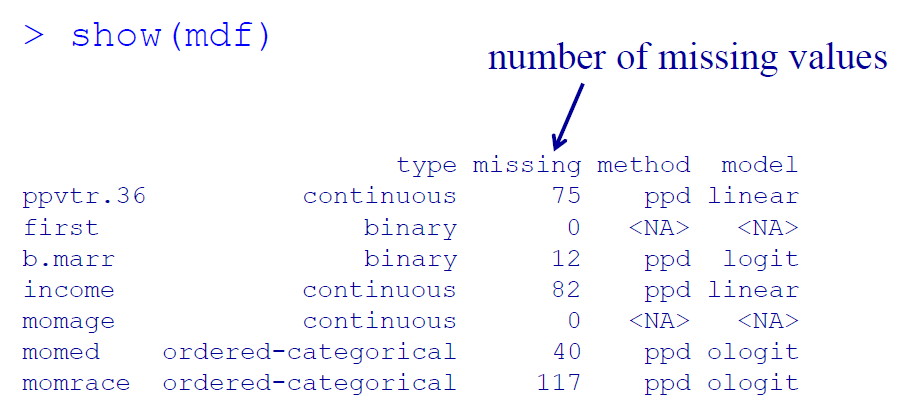 > show(mdf)
number of missing values
type missing method model
ppvtr.36 continuous 75 ppd linear
first binary 0 <NA> <NA>
b.marr binary 12 ppd logit
income continuous 82 ppd linear
momage continuous 0 <NA> <NA>
momed ordered-categorical 40 ppd ologit
momrace ordered-categorical 117 ppd ologit